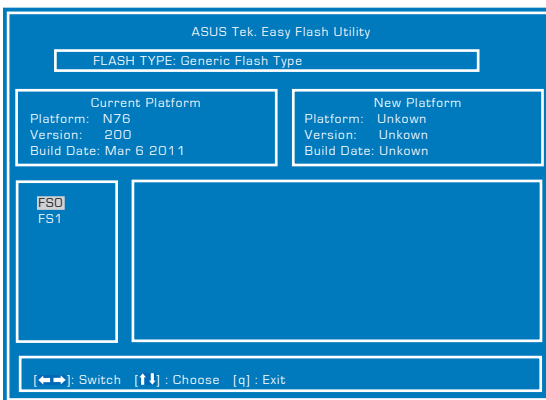 ASUS Tek. Easy Flash Utility
FLASH TYPE: Generic Flash Type
Current Platform
Platform: N76
Version: 200
Build Date: Mar 6 2011
New Platform
Platform: Unkown
Version: Unkown
Build Date: Unkown
FS0
FS1
[←→]: Switch [↑↓] : Choose [q] : Exit